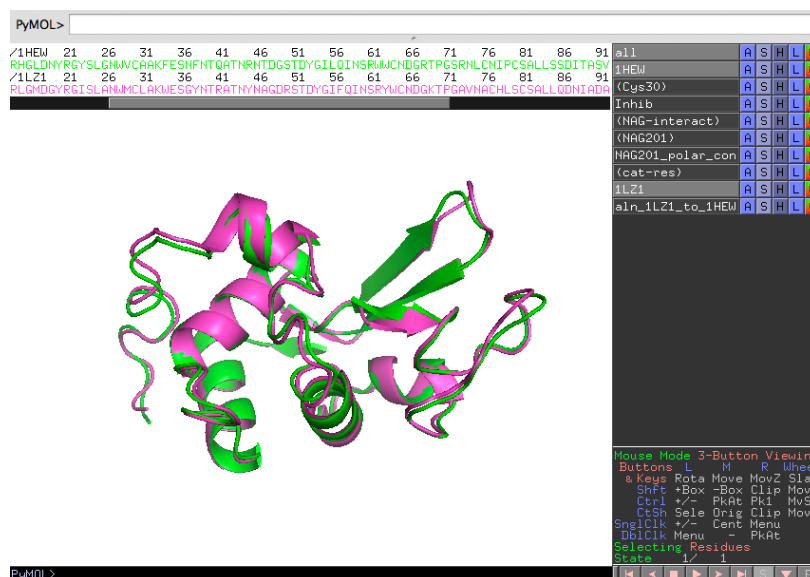 PyMOL>
/1HEW 21 26 31 36 41 46 51 56 61 66 71 76 81 86 91
RHGLDNYRGYSLGNWVCAAKFESNFNTQATNRNTDGSTDYGILQINSRWWCNDGRTPGSRNLCNIPCSALLSSDITASV
/1LZ1 21 26 31 36 41 46 51 56 61 66 71 76 81 86 91
RLGMDGYRGISLANWMCLAKWESGYNTRATNYNAGDRSTDYGIFQINSRYWCNDGKTPGAVNACHLSCSALLQDNIADA
all A S H L
1HEW A S H L
(Cys30) A S H L
Inhib A S H L
(NAG-interact) A S H L
(NAG201) A S H L
NAG201_polar_con A S H L
(cat-res) A S H L
1LZ1 A S H L
aln_1LZ1_to_1HEW A S H L
Mouse Mode 3-Button Viewin
Buttons L M R Whee
& Keys Rota Move MovZ Sla
Shft +Box -Box Clip Mov
Ctrl +/- PkAt Pk1 MvS
CtSh Sele Orig Clip Mov
SnglClk +/- Cent Menu
DblClk Menu - PkAt
Selecting Residues
State 1/ 1
PyMOL>
S